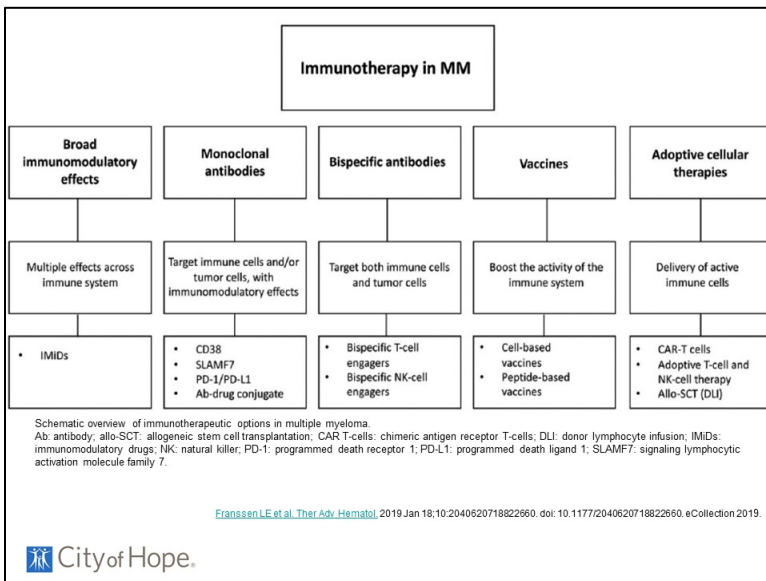 Immunotherapy in MM
Broad
immunomodulatory
effects
Monoclonal
antibodies
Bispecific antibodies
Vaccines
Adoptive cellular
therapies
Multiple effects across
immune system
Target immune cells and/or
tumor cells, with
immunomodulatory effects
Target both immune cells
and tumor cells
Boost the activity of the
immune system
Delivery of active
immune cells
• IMiDs
• CD38
• SLAMF7
• PD-1/PD-L1
• Ab-drug conjugate
• Bispecific T-cell
engagers
• Bispecific NK-cell
engagers
• Cell-based
vaccines
• Peptide-based
vaccines
• CAR-T cells
• Adoptive T-cell and
NK-cell therapy
• Allo-SCT (DLI)
Schematic overview of immunotherapeutic options in multiple myeloma.
Ab: antibody; allo-SCT: allogeneic stem cell transplantation; CAR T-cells: chimeric antigen receptor T-cells; DLI: donor lymphocyte infusion; IMiDs:
immunomodulatory drugs; NK: natural killer; PD-1: programmed death receptor 1; PD-L1: programmed death ligand 1; SLAMF7: signaling lymphocytic
activation molecule family 7.
Franssen LE et al. Ther Adv Hematol. 2019 Jan 18;10:2040620718822660. doi: 10.1177/2040620718822660. eCollection 2019.
City of Hope.